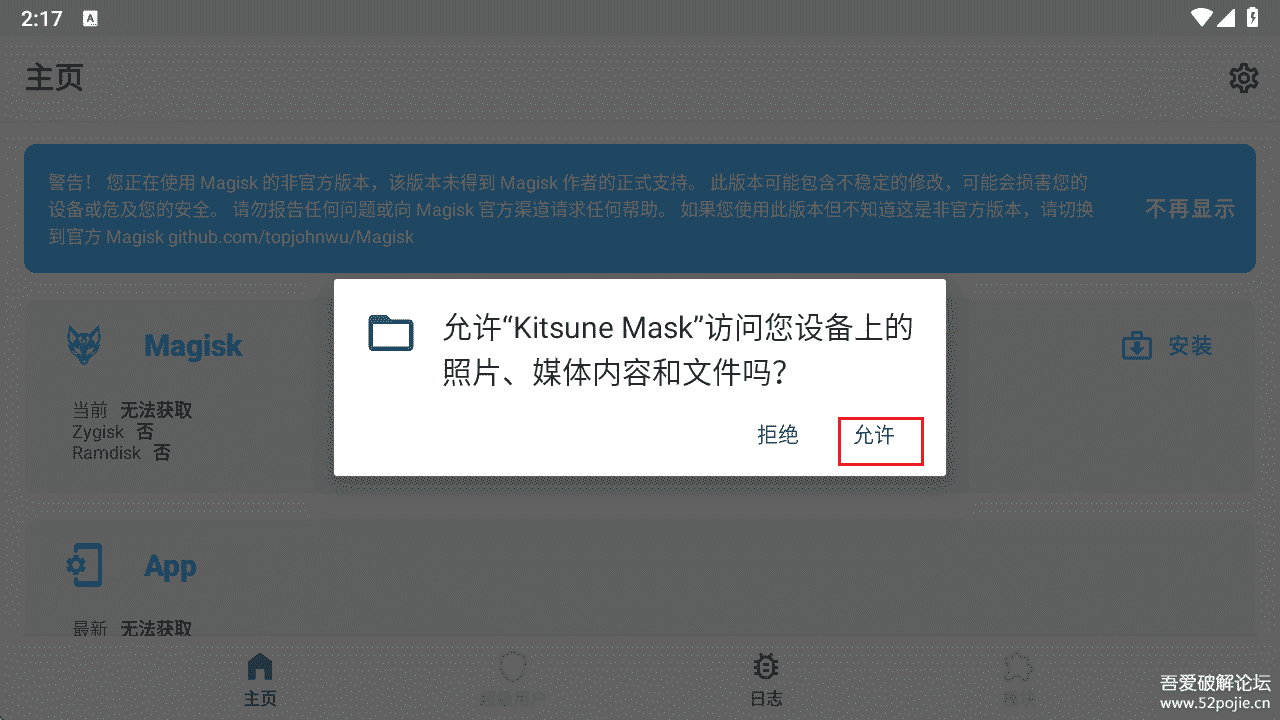 2:17
A
主页
警告！ 您正在使用 Magisk 的非官方版本，该版本未得到 Magisk 作者的正式支持。 此版本可能包含不稳定的修改，可能会损害您的
设备或危及您的安全。 请勿报告任何问题或向 Magisk 官方渠道请求任何帮助。 如果您使用此版本但不知道这是非官方版本，请切换
到官方 Magisk github.com/topjohnwu/Magisk
不再显示
允许“Kitsune Mask”访问您设备上的
照片、媒体内容和文件吗？
拒绝
允许
Magisk
安装
当前 无法获取
Zygisk 否
Ramdisk 否
App
最新 无法获取
主页
日志
吾爱破解论坛
www.52pojie.cn